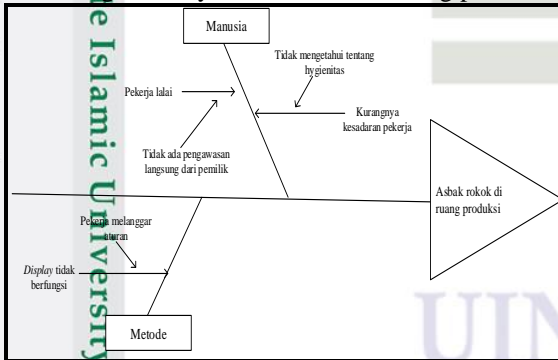 Manusia
Tidak mengetahui tentang
hygienitas
Pekerja lalai
Kurangnya
kesadaran pekerja
Tidak ada pengawasan
langsung dari pemilik
Asbak rokok di
ruang produksi
Pekerja melanggar
aturan
Display tidak
berfungsi
Metode
te Islamic University
UIN